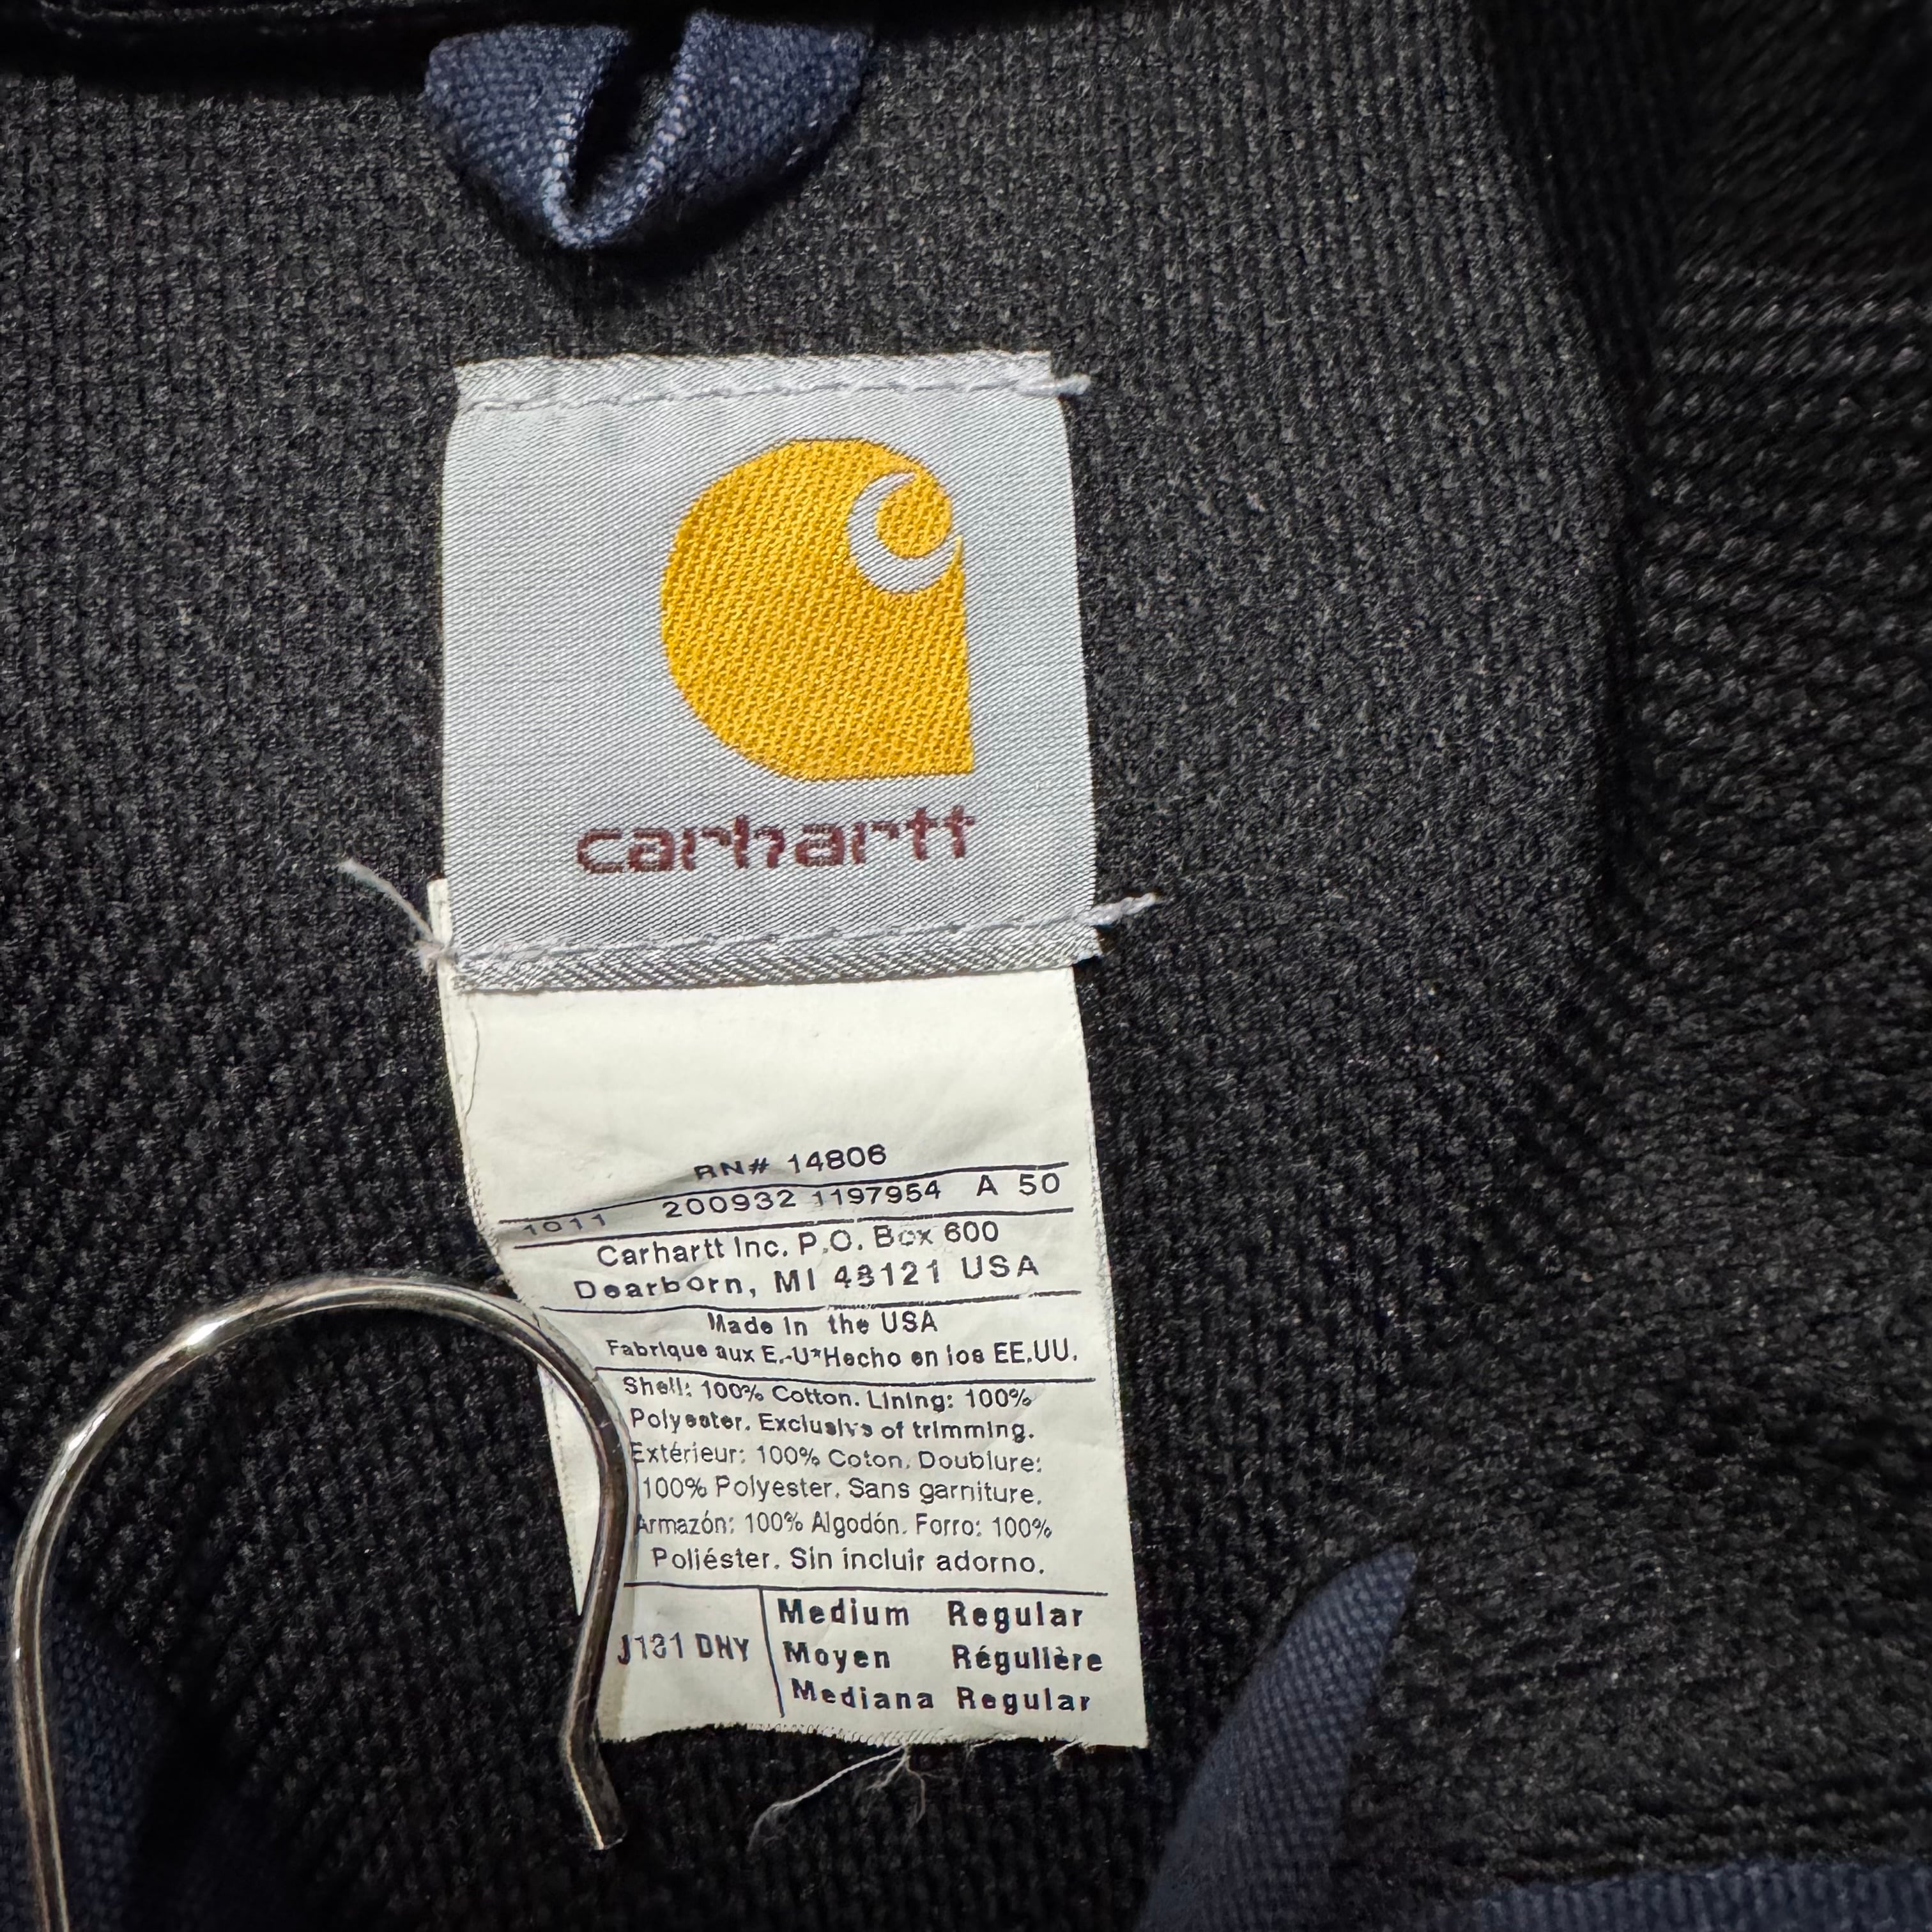 carhartt
RN# 14806
1011 200932 1197954 A 50
Carhartt Inc. P.O. Box 600
Dearborn, MI 48121 USA
Made in the USA
Fabrique aux E.-U*Hecho en los EE.UU.
Shell: 100% Cotton. Lining: 100%
Polyester. Exclusive of trimming.
Extérieur: 100% Coton. Doublure:
100% Polyester. Sans garniture.
Armazón: 100% Algodón. Forro: 100%
Poliéster. Sin incluir adorno.
J131 DNY
Medium Regular
Moyen Régulière
Mediana Regular